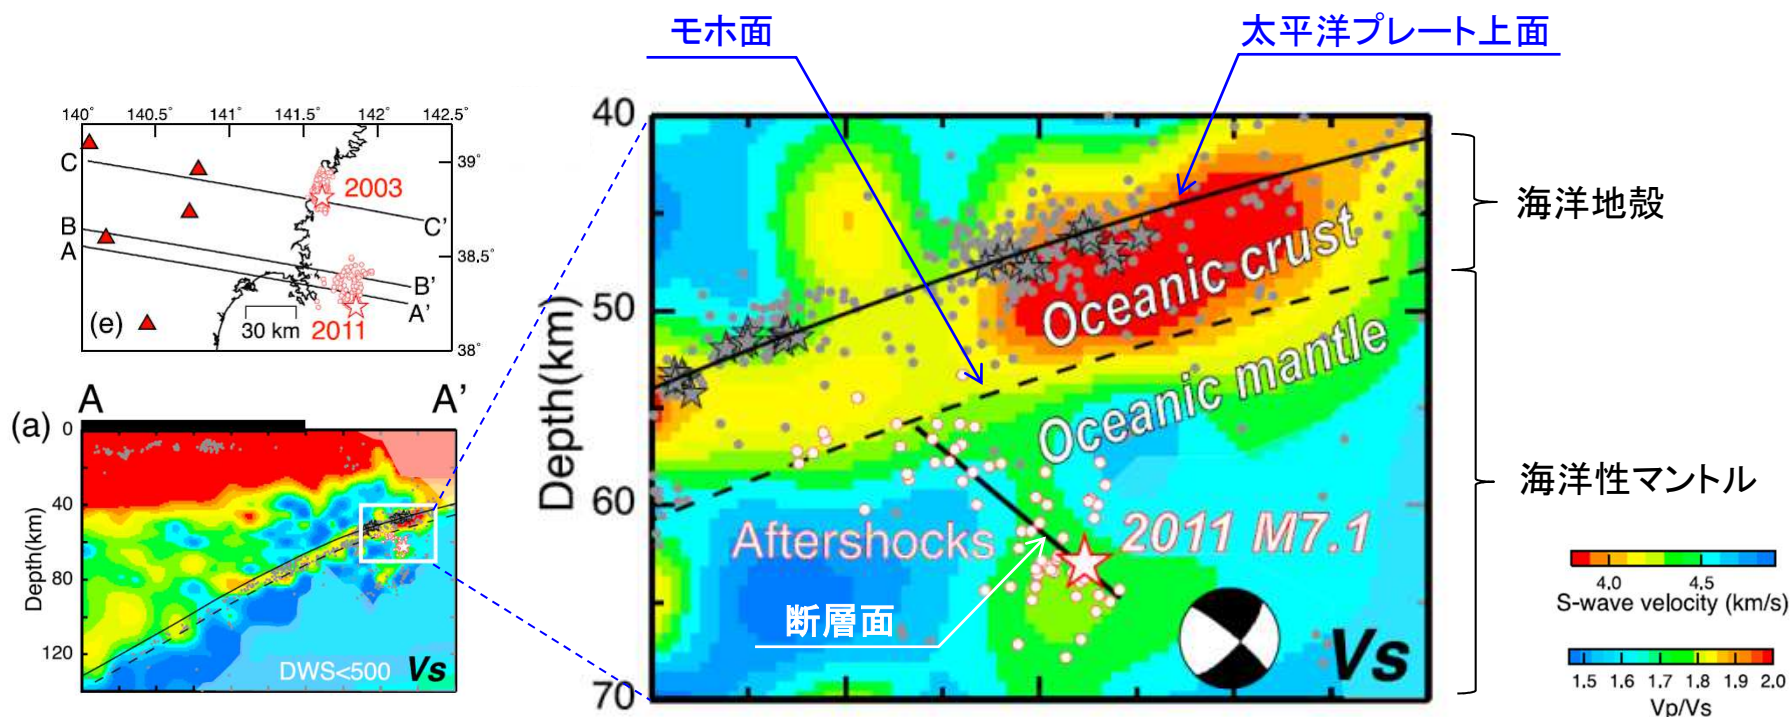 モホ面
太平洋プレート上面
140° 140.5° 141° 141.5° 142° 142.5°
C
39°
2003
B
C'
A
38.5°
B'
A'
(e)
30 km
2011
38°
A
A'
(a)
0
40
80
120
Depth(km)
DWS<500
Vs
40
50
60
70
Depth(km)
Oceanic crust
Oceanic mantle
Aftershocks
2011 M7.1
断層面
Vs
海洋地殻
海洋性マントル
4.0 4.5
S-wave velocity (km/s)
1.5 1.6 1.7 1.8 1.9 2.0
Vp/Vs